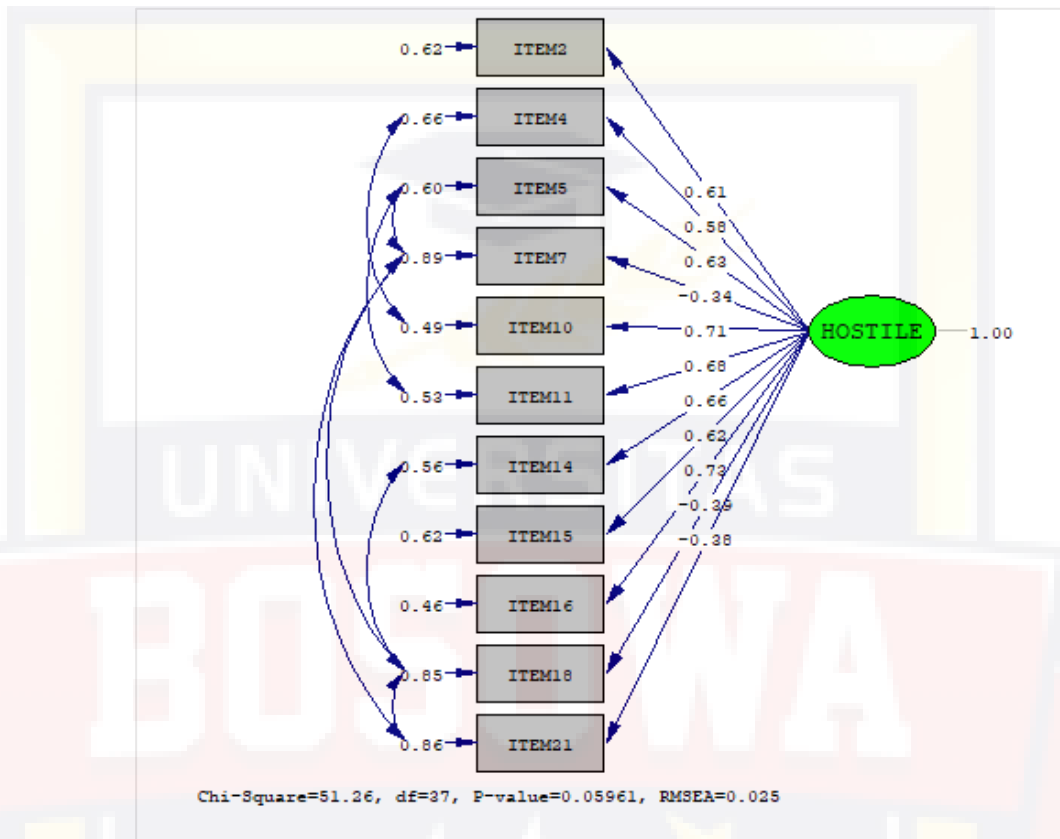 0.62 ITEM2
0.66 ITEM4
0.60 ITEM5 0.61
0.58
0.89 ITEM7 0.63
-0.34
0.49 ITEM10 0.71 HOSTILE 1.00
0.68
0.53 ITEM11 0.66
0.62
0.56 ITEM14 0.73
UNIVERSITAS
-0.39
0.62 ITEM15 -0.38
0.46 ITEM16
BOSOWA
0.85 ITEM18
0.86 ITEM21
Chi-Square=51.26, df=37, P-value=0.05961, RMSEA=0.025